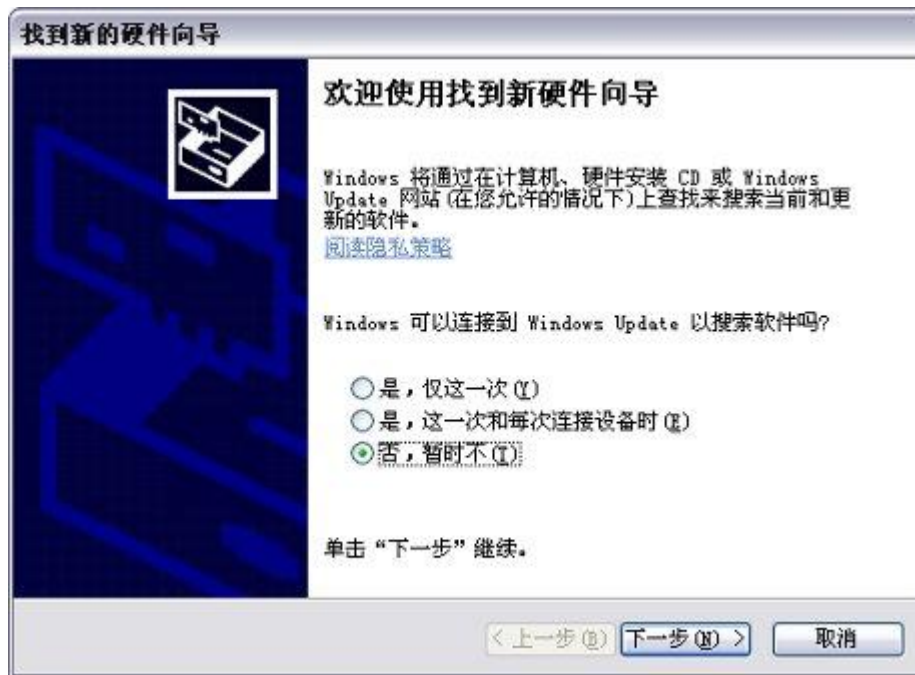 找到新的硬件向导
欢迎使用找到新硬件向导
Windows 将通过在计算机、硬件安装 CD 或 Windows
Update 网站(在您允许的情况下)上查找来搜索当前和更
新的软件。
阅读隐私策略
Windows 可以连接到 Windows Update 以搜索软件吗?
是，仅这一次(Y)
是，这一次和每次连接设备时(E)
否，暂时不(T)
单击“下一步”继续。
< 上一步(B) 下一步(N) > 取消